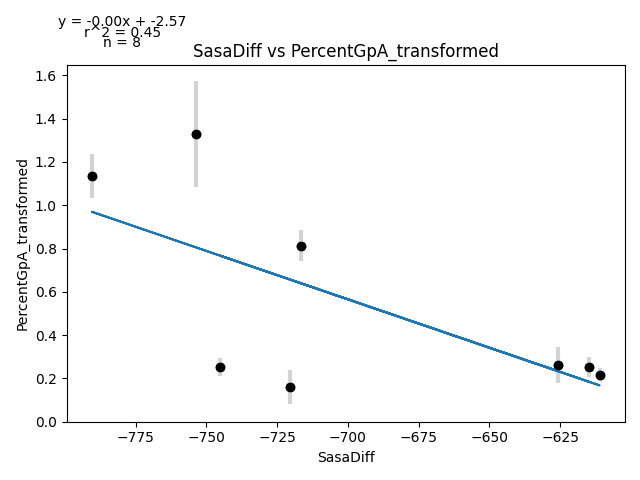 y = -0.00x + -2.57
r^2 = 0.45
n = 8
SasaDiff vs PercentGpA_transformed
PercentGpA_transformed
1.6
1.4
1.2
1.0
0.8
0.6
0.4
0.2
0.0
−775 −750 −725 −700 −675 −650 −625
SasaDiff